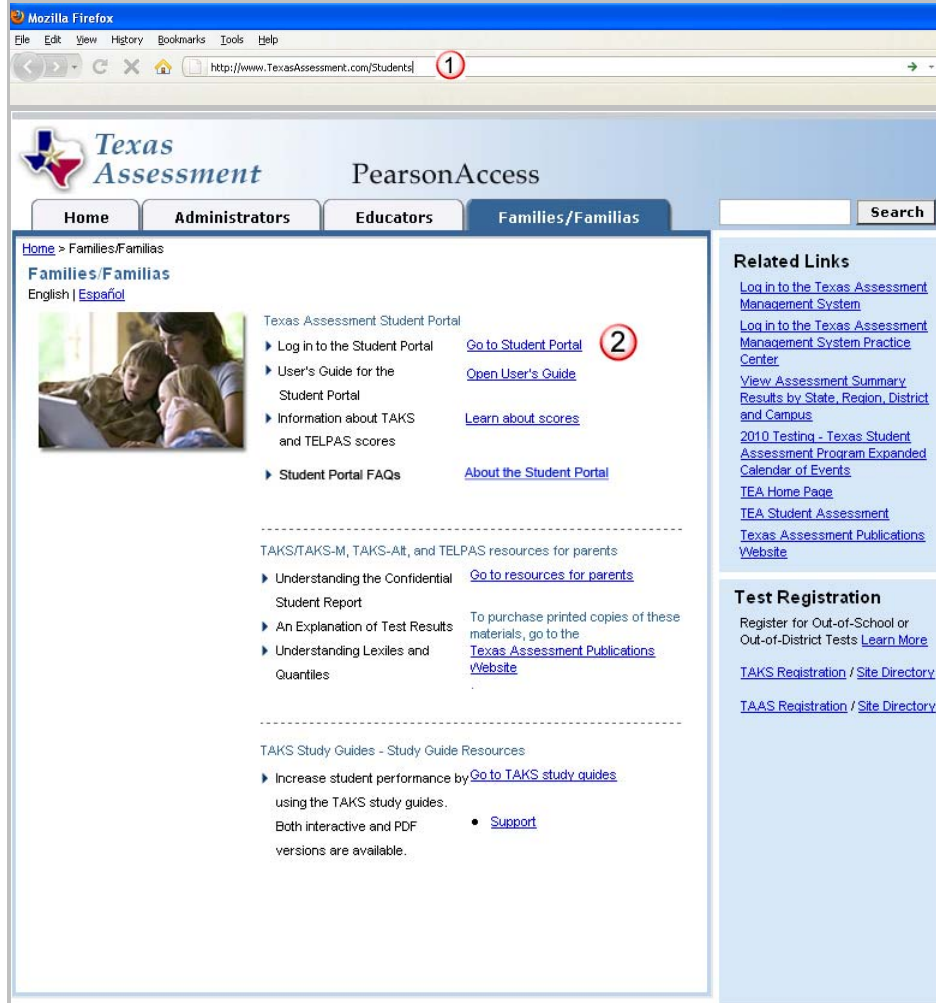 Mozilla Firefox
File Edit View History Bookmarks Tools Help
http://www.TexasAssessment.com/Students
1
Texas
Assessment
PearsonAccess
Home
Administrators
Educators
Families/Familias
Search
Home > Families/Familias
Families/Familias
English | Español
Texas Assessment Student Portal
Log in to the Student Portal
Go to Student Portal
2
User's Guide for the
Student Portal
Open User's Guide
Information about TAKS
and TELPAS scores
Learn about scores
Student Portal FAQs
About the Student Portal
TAKS/TAKS-M, TAKS-Alt, and TELPAS resources for parents
Understanding the Confidential
Student Report
Go to resources for parents
An Explanation of Test Results
Understanding Lexiles and
Quantiles
To purchase printed copies of these
materials, go to the
Texas Assessment Publications
Website
.
TAKS Study Guides - Study Guide Resources
Increase student performance by
using the TAKS study guides.
Both interactive and PDF
versions are available.
Go to TAKS study guides
Support
Related Links
Log in to the Texas Assessment
Management System
Log in to the Texas Assessment
Management System Practice
Center
View Assessment Summary
Results by State, Region, District
and Campus
2010 Testing - Texas Student
Assessment Program Expanded
Calendar of Events
TEA Home Page
TEA Student Assessment
Texas Assessment Publications
Website
Test Registration
Register for Out-of-School or
Out-of-District Tests Learn More
TAKS Registration / Site Directory
TAAS Registration / Site Directory